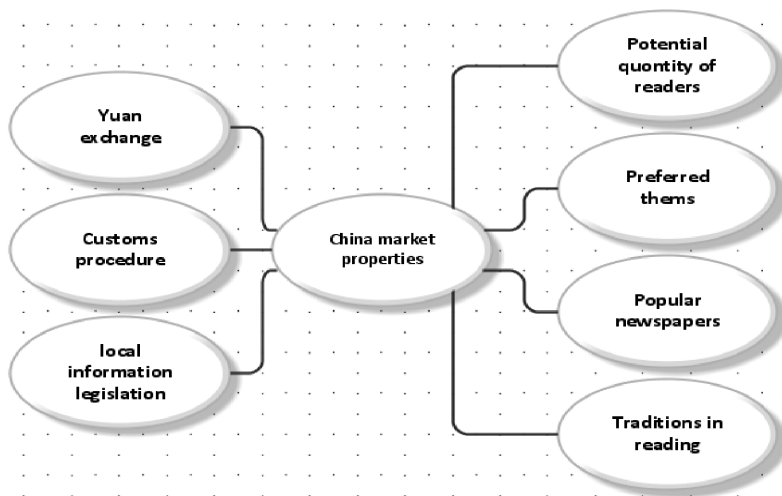 Yuan
exchange
Customs
procedure
local
information
legislation
China market
properties
Potential
quontity of
readers
Preferred
thems
Popular
newspapers
Traditions in
reading